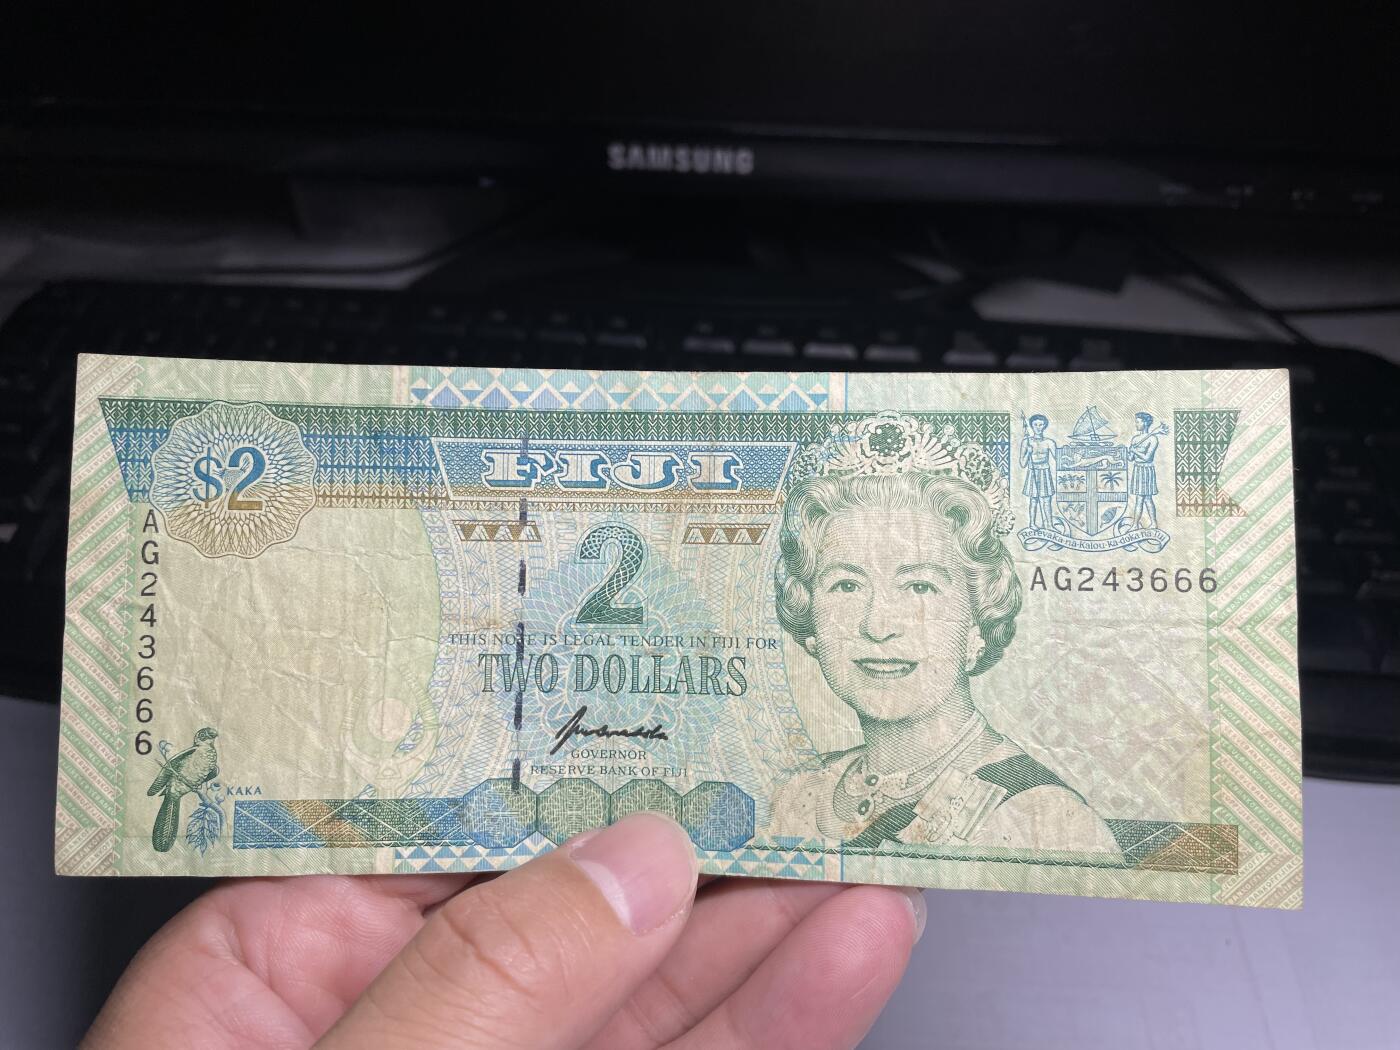 SAMSUNG
$2
FIJI
AG243666
2
THIS NOTE IS LEGAL TENDER IN FIJI FOR
TWO DOLLARS
GOVERNOR
RESERVE BANK OF FIJI
KAKA
Rerevaka·na·Kalou·ka·doka·na·Tui
AG243666